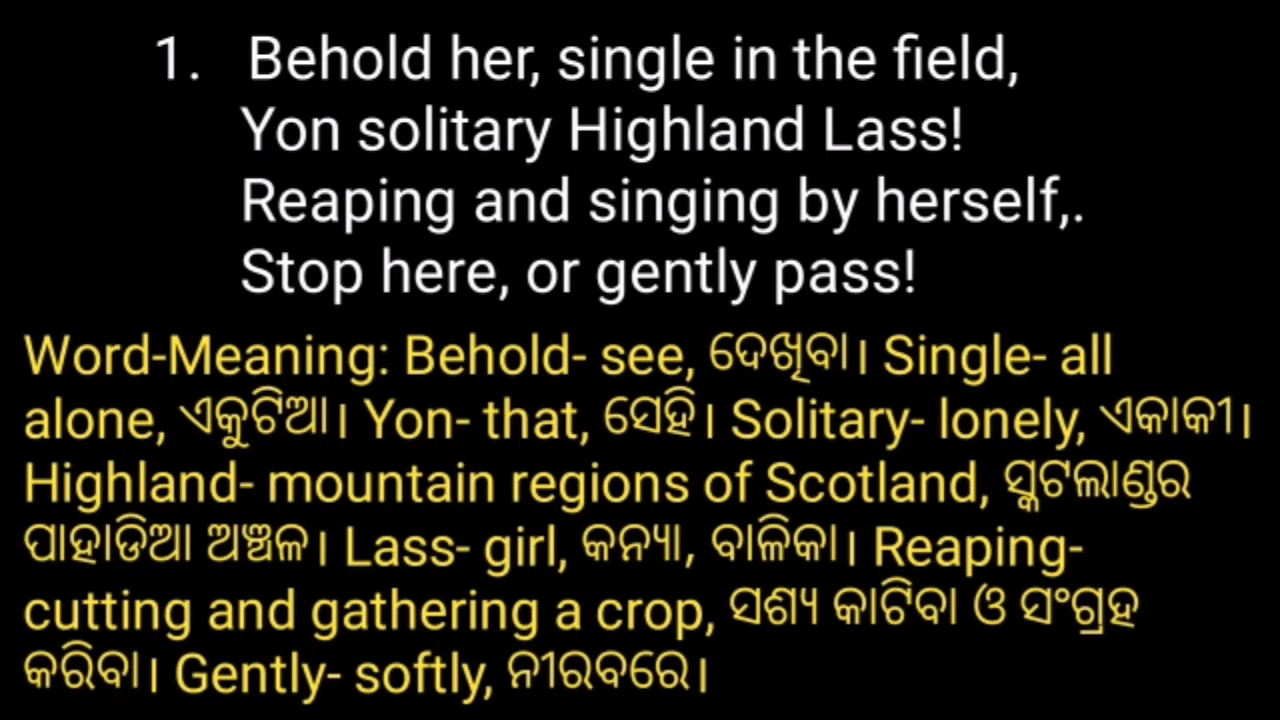 1. Behold her, single in the field,
Yon solitary Highland Lass!
Reaping and singing by herself,.
Stop here, or gently pass!
Word-Meaning: Behold- see, ଦେଖିବା। Single- all
alone, ଏକୁଟିଆ। Yon- that, ସେହି। Solitary- lonely, ଏକାକୀ।
Highland- mountain regions of Scotland, ସ୍କଟଲାଣ୍ଡର
ପାହାଡିଆ ଅଞ୍ଚଳ। Lass- girl, କନ୍ୟା, ବାଳିକା। Reaping-
cutting and gathering a crop, ସଶ୍ୟ କାଟିବା ଓ ସଂଗ୍ରହ
କରିବା। Gently- softly, ନୀରବରେ।